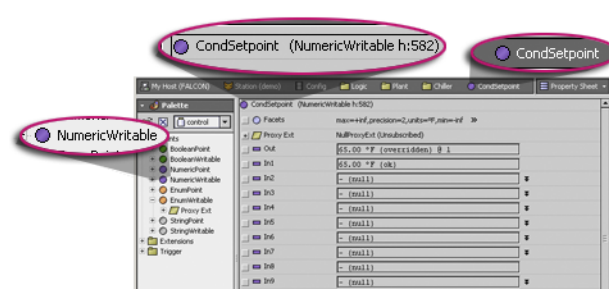 CondSetpoint (NumericWritable h:582)
CondSetpoint
My Host (FALCON) Station (demo) Config Logic Plant Chiller CondSetpoint Property Sheet
Palette
CondSetpoint (NumericWritable h:582)
control
Facets max=+inf,precision=2,units=°F,min=-inf >>
NumericWritable
Proxy Ext NullProxyExt (Unsubscribed)
BooleanPoint
Out 65.00 °F {overridden} @ 1
BooleanWritable
In1 65.00 °F {ok}
NumericPoint
NumericWritable
In2 - {null}
EnumPoint
In3 - {null}
EnumWritable
In4 - {null}
Proxy Ext
StringPoint
In5 - {null}
StringWritable
In6 - {null}
Extensions
In7 - {null}
Trigger
In8 - {null}
In9 - {null}